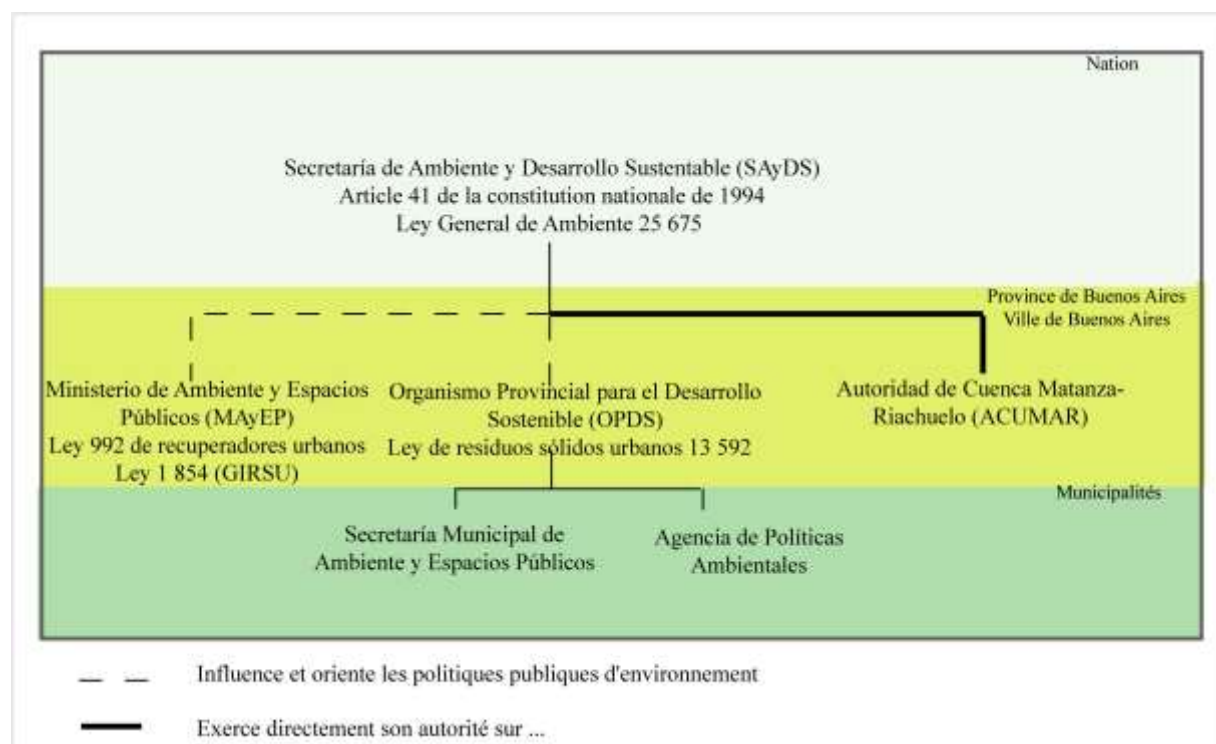 Nation
Secretaría de Ambiente y Desarrollo Sustentable (SAyDS)
Article 41 de la constitution nationale de 1994
Ley General de Ambiente 25 675
Province de Buenos Aires
Ville de Buenos Aires
Ministerio de Ambiente y Espacios
Públicos (MAyEP)
Ley 992 de recuperadores urbanos
Ley 1 854 (GIRSU)
Organismo Provincial para el Desarrollo
Sostenible (OPDS)
Ley de residuos sólidos urbanos 13 592
Autoridad de Cuenca Matanza-
Riachuelo (ACUMAR)
Municipalités
Secretaría Municipal de
Ambiente y Espacios Públicos
Agencia de Políticas
Ambientales
Influence et oriente les politiques publiques d'environnement
Exerce directement son autorité sur ...